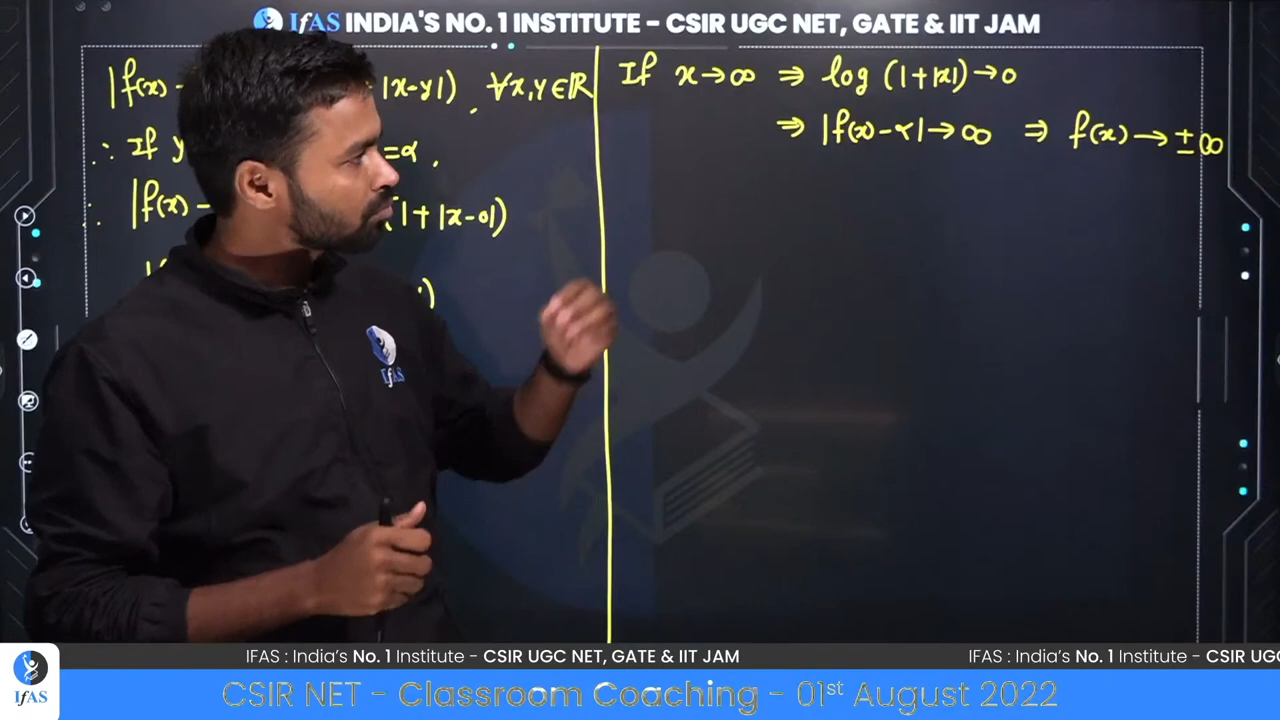 IFAS INDIA'S NO. 1 INSTITUTE - CSIR UGC NET, GATE & IIT JAM
|f(x) - |x-y|) , ∀x,y∈ℝ
∴ If y =α .
∴ |f(x) - (1+|x-0|)
If x→∞ ⇒ log (1+|x|)→0
⇒ |f(x)-α|→∞ ⇒ f(x)→±∞
IFAS
IFAS : India's No. 1 Institute - CSIR UGC NET, GATE & IIT JAM
IFAS : India's No. 1 Institute - CSIR UG
IFAS
CSIR NET - Classroom Coaching - 01st August 2022